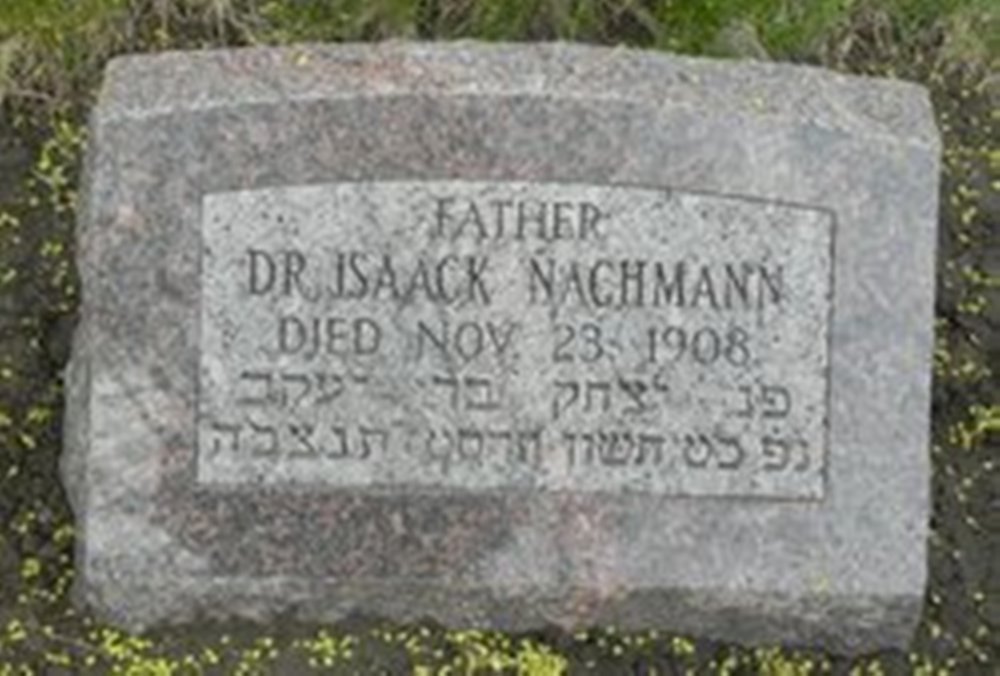 FATHER
DR. ISAACK NACHMANN
DIED NOV. 23. 1908.
פנ יצחק בר יעקב
נפ כט חשון תרסט תנצבה